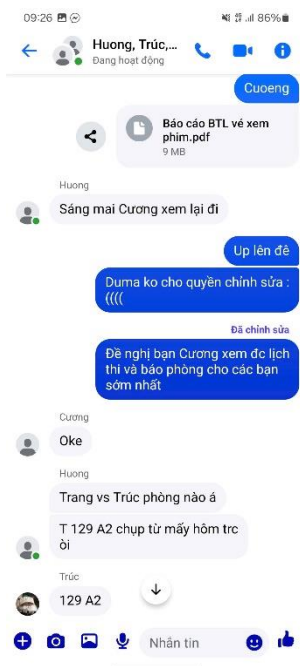 09:26
86%
Huong, Trúc,...
Đang hoạt động
Cuoeng
Báo cáo BTL vé xem
phim.pdf
9 MB
Huong
Sáng mai Cương xem lại đi
Up lên đê
Duma ko cho quyền chỉnh sửa :
((((
Đã chỉnh sửa
Đề nghị bạn Cương xem đc lịch
thi và báo phòng cho các bạn
sớm nhất
Cương
Oke
Huong
Trang vs Trúc phòng nào á
T 129 A2 chụp từ mấy hôm trc
òi
Trúc
129 A2
Nhắn tin